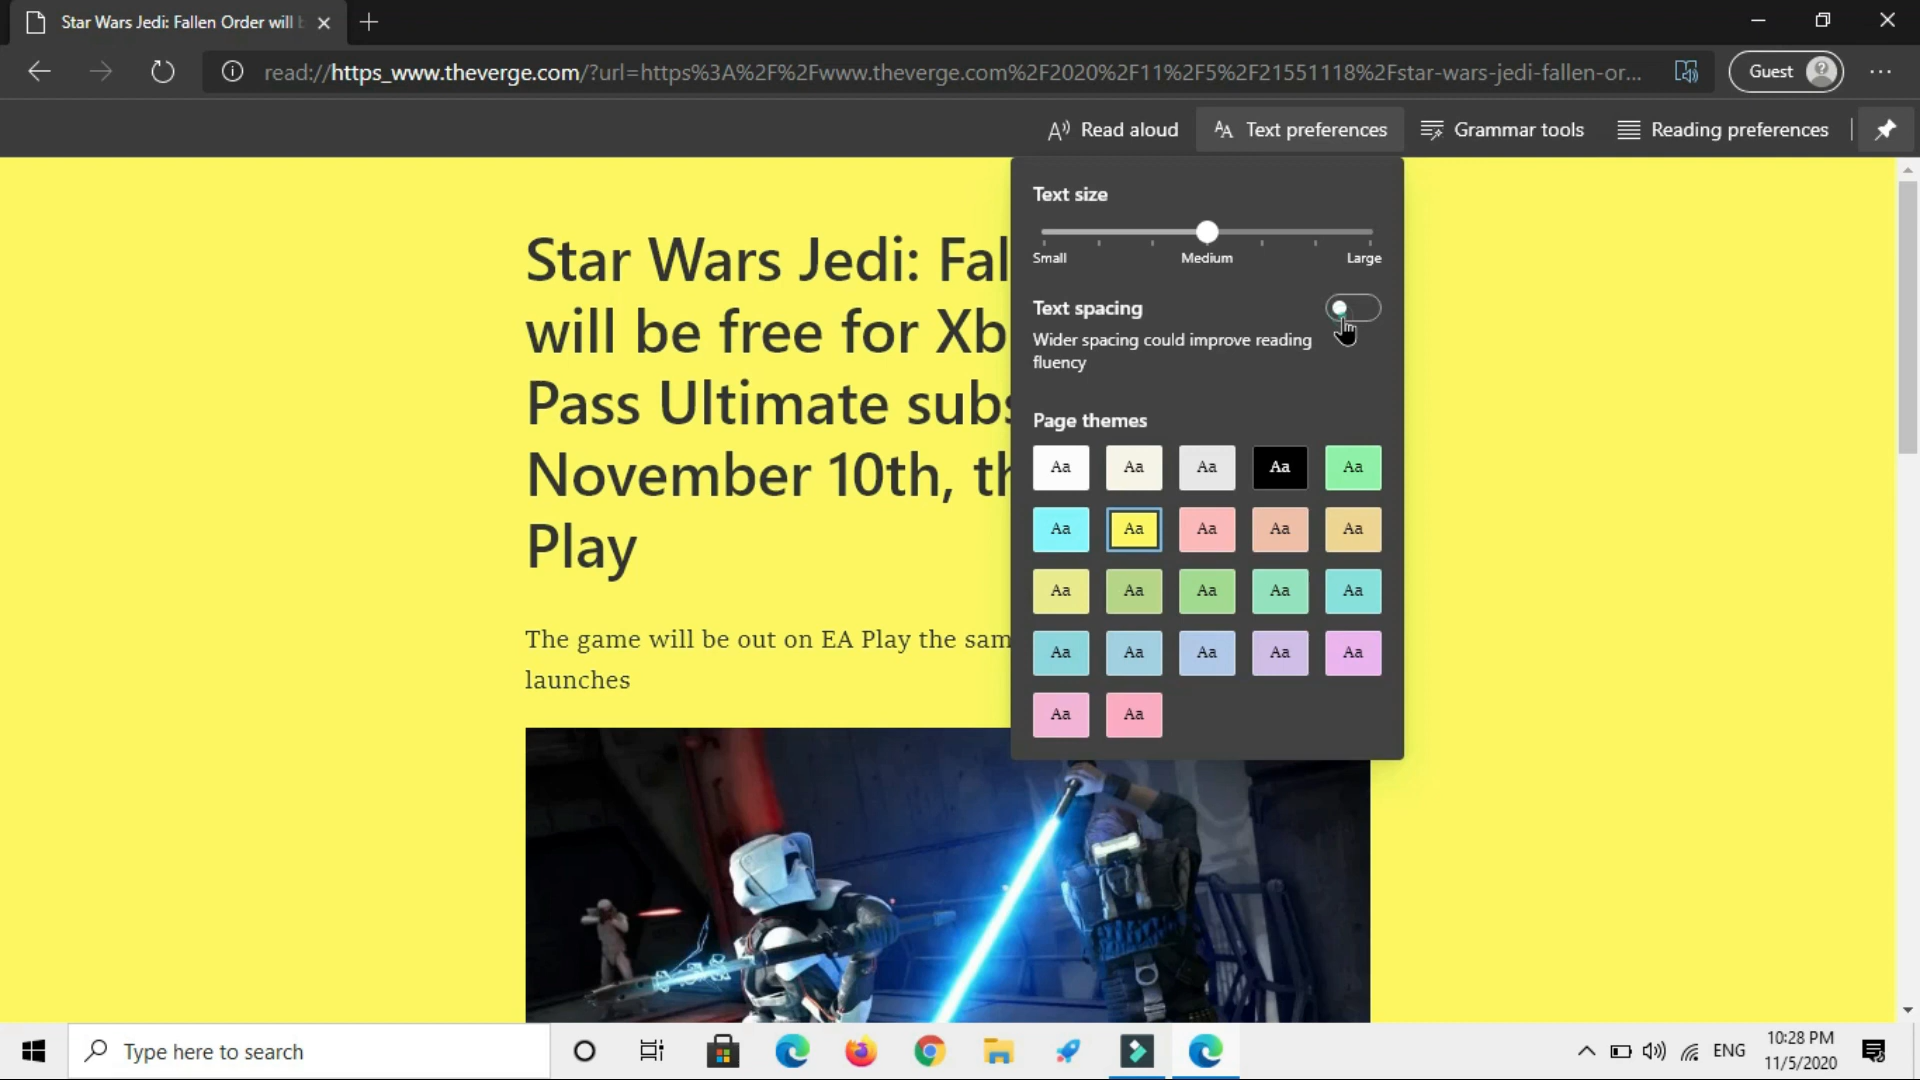 Star Wars Jedi: Fallen Order will b
read://https_www.theverge.com/?url=https%3A%2F%2Fwww.theverge.com%2F2020%2F11%2F5%2F21551118%2Fstar-wars-jedi-fallen-or...
Guest
Read aloud
Text preferences
Grammar tools
Reading preferences
Text size
Small Medium Large
Text spacing
Wider spacing could improve reading
fluency
Page themes
Aa Aa Aa Aa Aa
Aa Aa Aa Aa Aa
Aa Aa Aa Aa Aa
Aa Aa Aa Aa Aa
Aa Aa
Star Wars Jedi: Fal
will be free for Xb
Pass Ultimate subs
November 10th, th
Play
The game will be out on EA Play the sam
launches
Type here to search
ENG
10:28 PM
11/5/2020